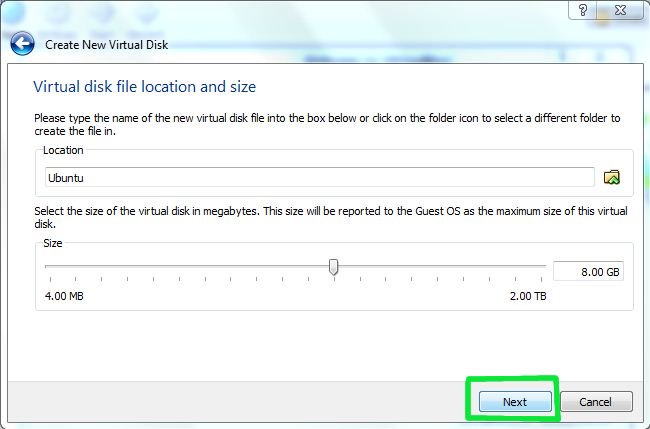 Create New Virtual Disk
Virtual disk file location and size
Please type the name of the new virtual disk file into the box below or click on the folder icon to select a different folder to
create the file in.
Location
Ubuntu
Select the size of the virtual disk in megabytes. This size will be reported to the Guest OS as the maximum size of this virtual
disk.
Size
8.00 GB
4.00 MB
2.00 TB
Next
Cancel